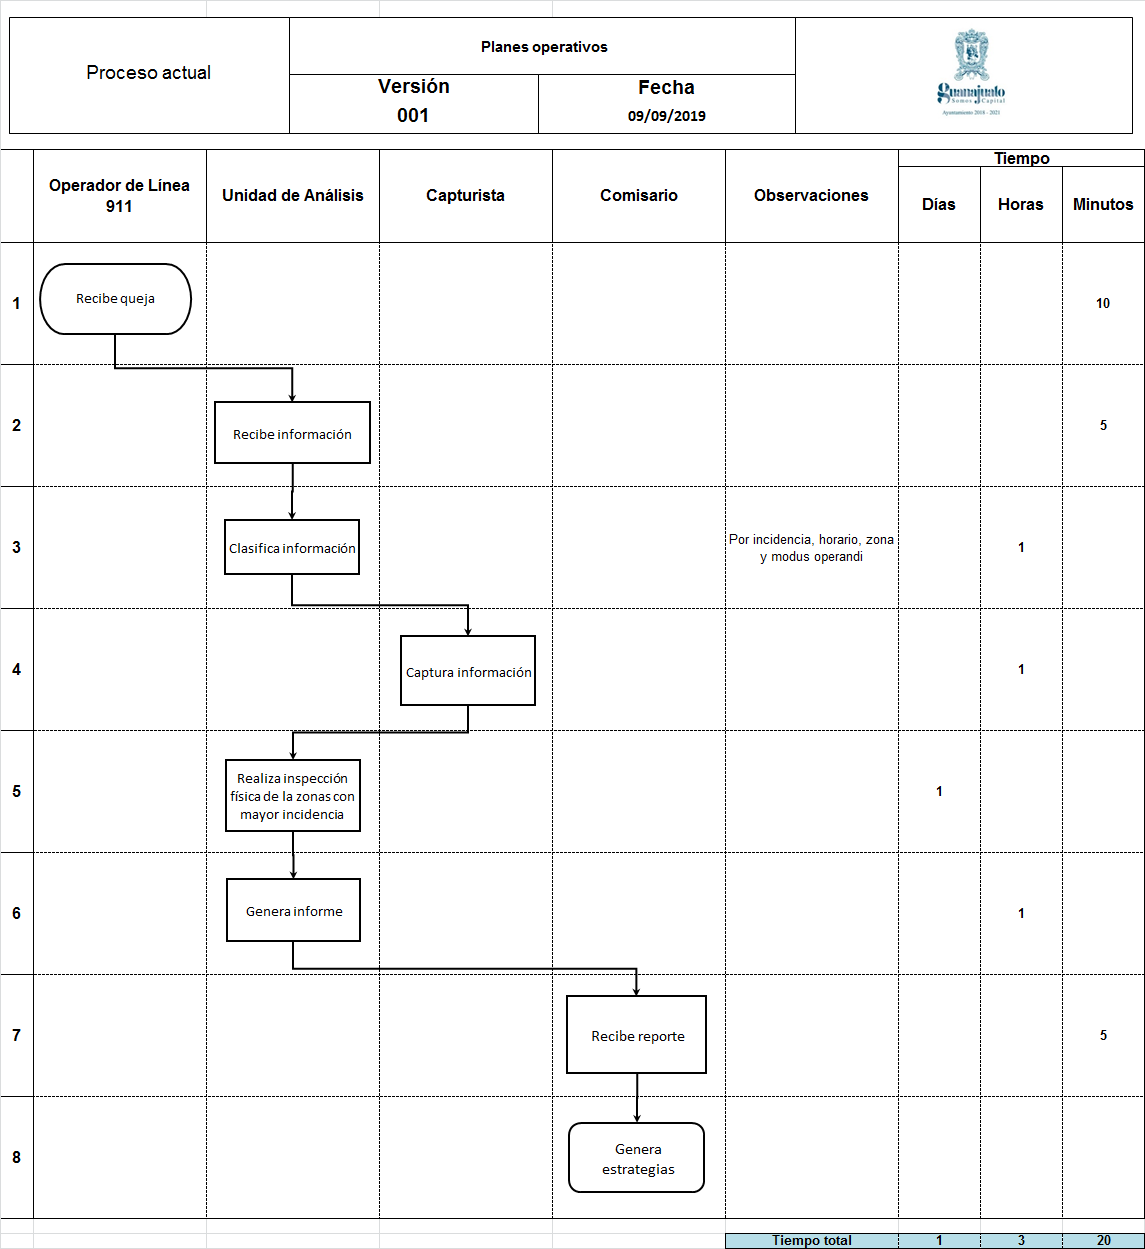 Proceso actual
Planes operativos
Versión
001
Fecha
09/09/2019
Guanajuato
Somos Capital
Ayuntamiento 2018 - 2021
Operador de Línea
911
Unidad de Análisis
Capturista
Comisario
Observaciones
Tiempo
Días
Horas
Minutos
1
Recibe queja
10
2
Recibe información
5
3
Clasifica información
Por incidencia, horario, zona
y modus operandi
1
4
Captura información
1
5
Realiza inspección
física de la zonas con
mayor incidencia
1
6
Genera informe
1
7
Recibe reporte
5
8
Genera
estrategias
Tiempo total
1
3
20